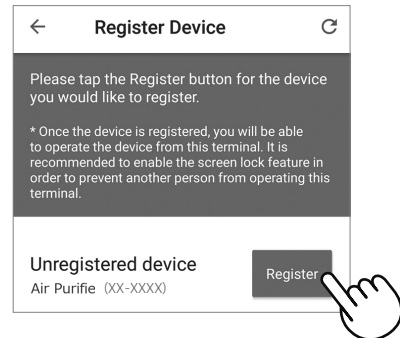 Register Device
Please tap the Register button for the device
you would like to register.
* Once the device is registered, you will be able
to operate the device from this terminal. It is
recommended to enable the screen lock feature in
order to prevent another person from operating this
terminal.
Unregistered device
Air Purifie (XX-XXXX)
Register